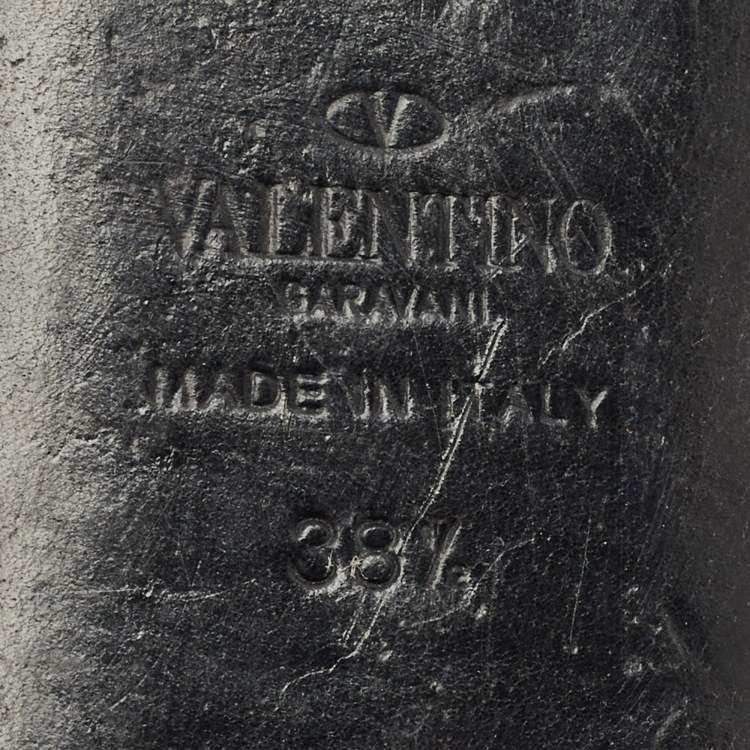 V
VALENTINO
GARAVANI
MADE IN ITALY
38½